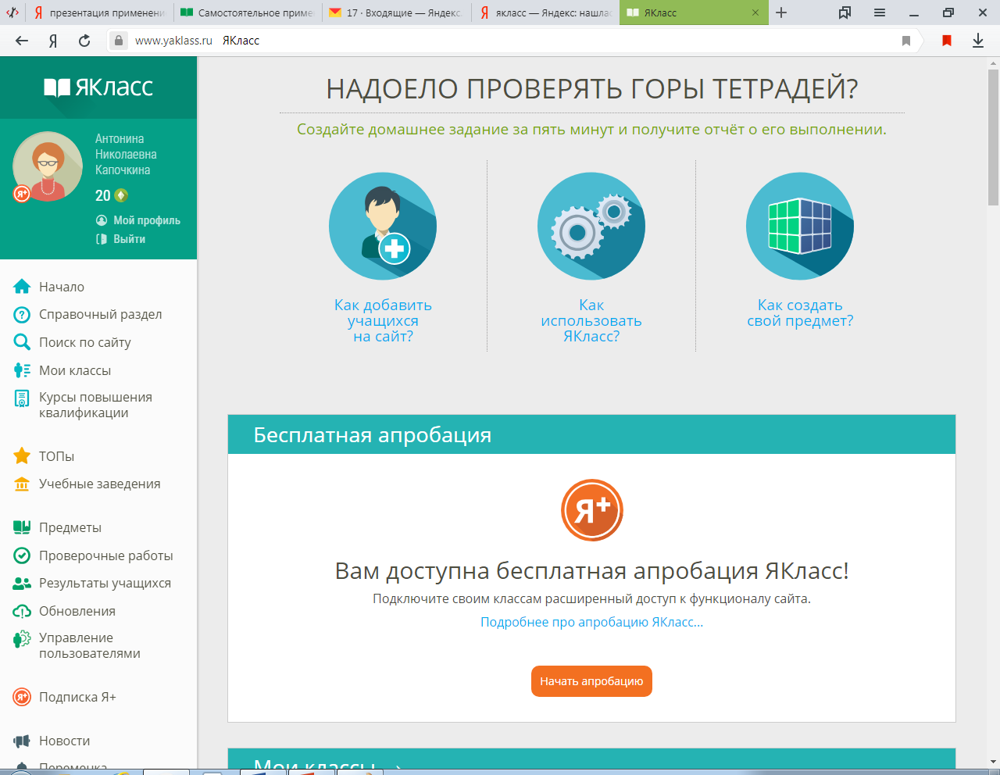 презентация применени
Самостоятельное приме
17 · Входящие — Яндекс.
якласс — Яндекс: нашлас
ЯКласс
www.yaklass.ru ЯКласс
ЯКласс
Антонина
Николаевна
Капочкина
20
Мой профиль
Выйти
Начало
Справочный раздел
Поиск по сайту
Мои классы
Курсы повышения
квалификации
ТОПы
Учебные заведения
Предметы
Проверочные работы
Результаты учащихся
Обновления
Управление
пользователями
Подписка Я+
Новости
Переменка
НАДОЕЛО ПРОВЕРЯТЬ ГОРЫ ТЕТРАДЕЙ?
Создайте домашнее задание за пять минут и получите отчёт о его выполнении.
Как добавить
учащихся
на сайт?
Как
использовать
ЯКласс?
Как создать
свой предмет?
Бесплатная апробация
Я+
Вам доступна бесплатная апробация ЯКласс!
Подключите своим классам расширенный доступ к функционалу сайта.
Подробнее про апробацию ЯКласс...
Начать апробацию
Мои классы